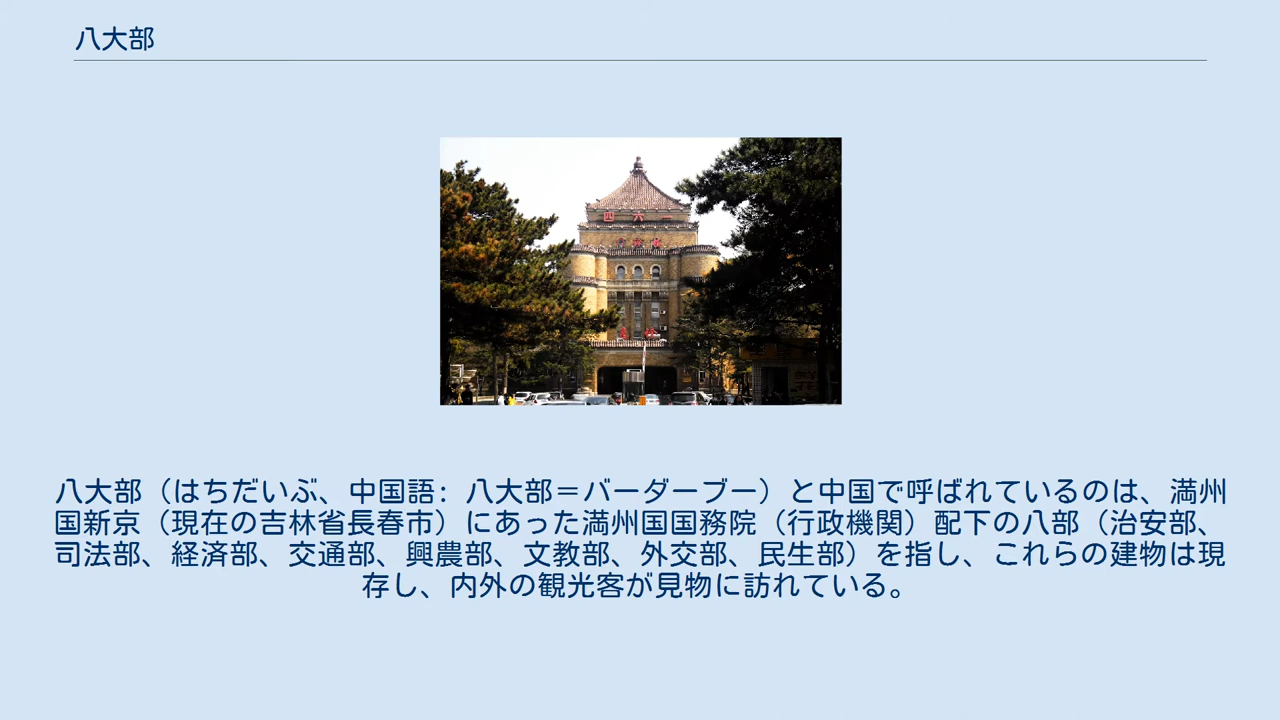 八大部
四六一
八大部（はちだいぶ、中国語：八大部＝バーダーブー）と中国で呼ばれているのは、満州
国新京（現在の吉林省長春市）にあった満州国国務院（行政機関）配下の八部（治安部、
司法部、経済部、交通部、興農部、文教部、外交部、民生部）を指し、これらの建物は現
存し、内外の観光客が見物に訪れている。